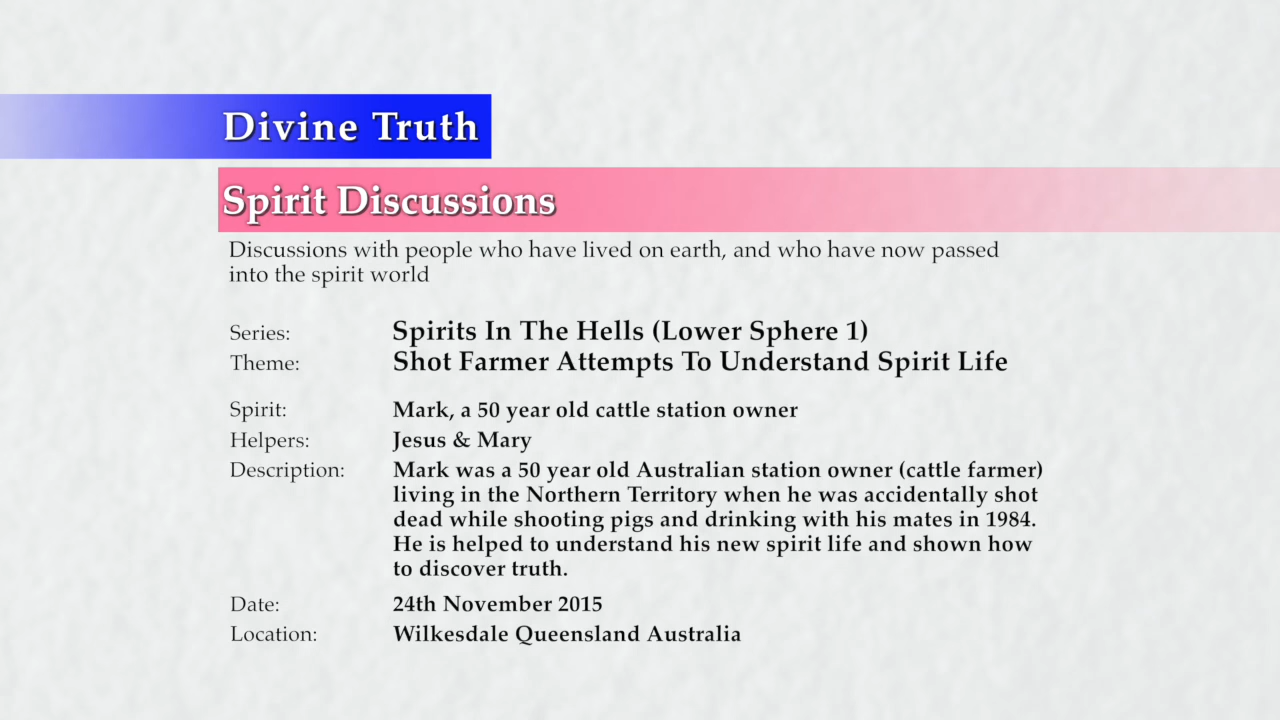 Divine Truth
Spirit Discussions
Discussions with people who have lived on earth, and who have now passed
into the spirit world
Series: Spirits In The Hells (Lower Sphere 1)
Theme: Shot Farmer Attempts To Understand Spirit Life
Spirit: Mark, a 50 year old cattle station owner
Helpers: Jesus & Mary
Description: Mark was a 50 year old Australian station owner (cattle farmer)
living in the Northern Territory when he was accidentally shot
dead while shooting pigs and drinking with his mates in 1984.
He is helped to understand his new spirit life and shown how
to discover truth.
Date: 24th November 2015
Location: Wilkesdale Queensland Australia